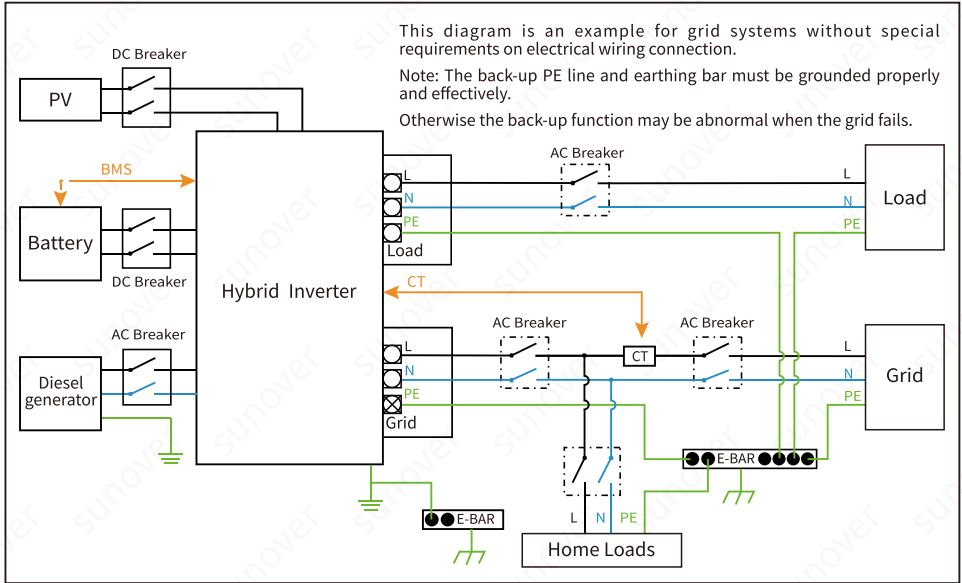 This diagram is an example for grid systems without special
requirements on electrical wiring connection.
Note: The back-up PE line and earthing bar must be grounded properly
and effectively.
Otherwise the back-up function may be abnormal when the grid fails.
DC Breaker
PV
BMS
Battery
DC Breaker
AC Breaker
Diesel
generator
Hybrid Inverter
L
N
PE
Load
AC Breaker
L
N
PE
Load
CT
AC Breaker
CT
AC Breaker
L
N
PE
Grid
L
N
PE
Grid
E-BAR
E-BAR
L N PE
Home Loads
sunover